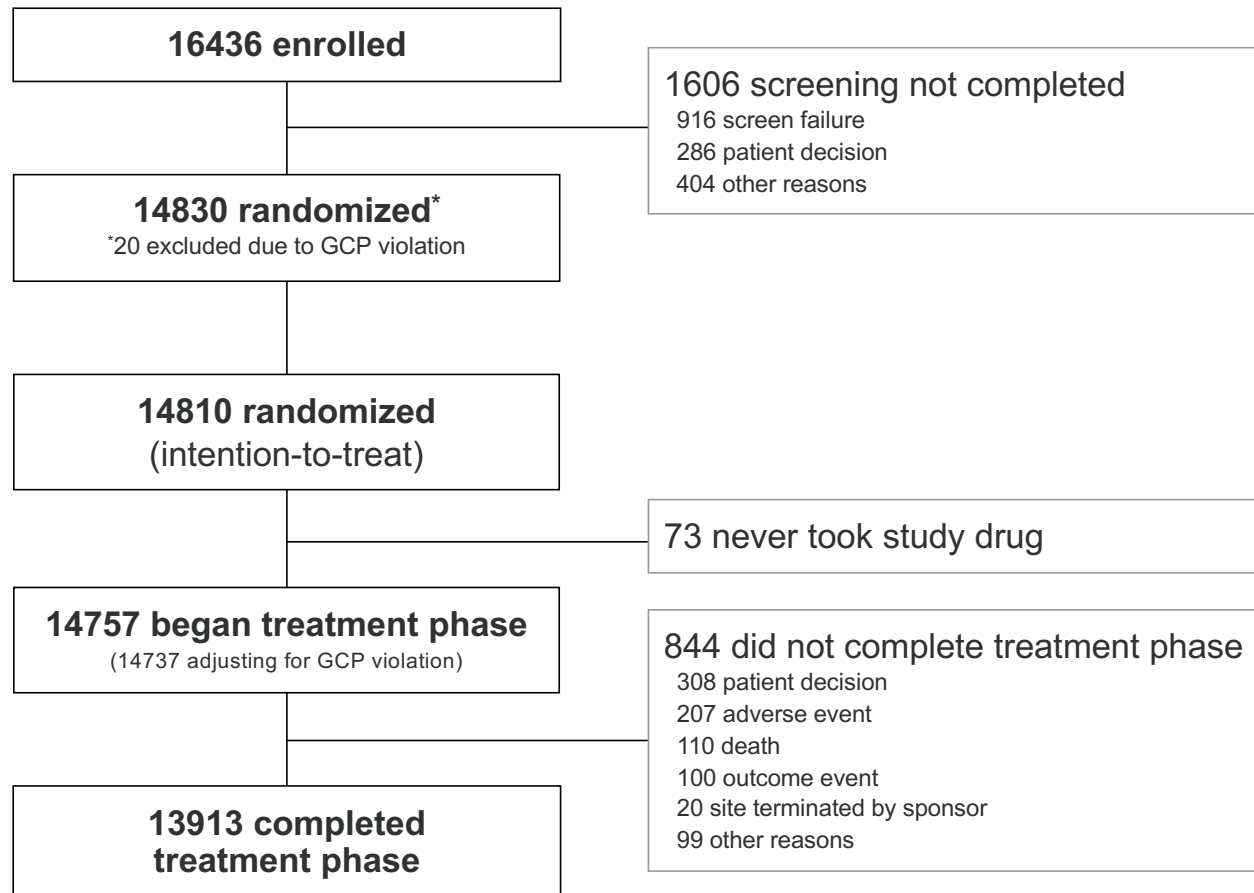 16436 enrolled
1606 screening not completed
916 screen failure
286 patient decision
404 other reasons
14830 randomized*
*20 excluded due to GCP violation
14810 randomized
(intention-to-treat)
73 never took study drug
14757 began treatment phase
(14737 adjusting for GCP violation)
844 did not complete treatment phase
308 patient decision
207 adverse event
110 death
100 outcome event
20 site terminated by sponsor
99 other reasons
13913 completed
treatment phase